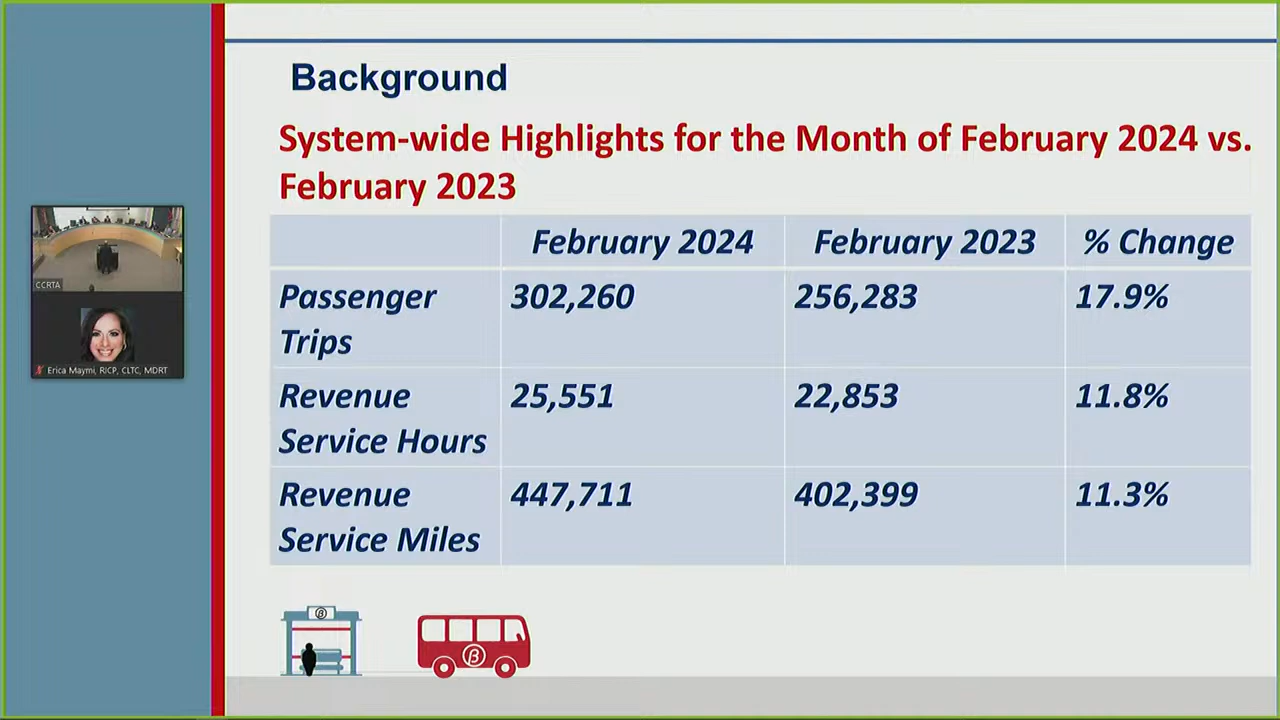 Background
System-wide Highlights for the Month of February 2024 vs.
February 2023
February 2024 February 2023 % Change
Passenger Trips 302,260 256,283 17.9%
Revenue Service Hours 25,551 22,853 11.8%
Revenue Service Miles 447,711 402,399 11.3%
CCRTA
Erica Maymi, RICP, CLTC, MDRT
ß
ß